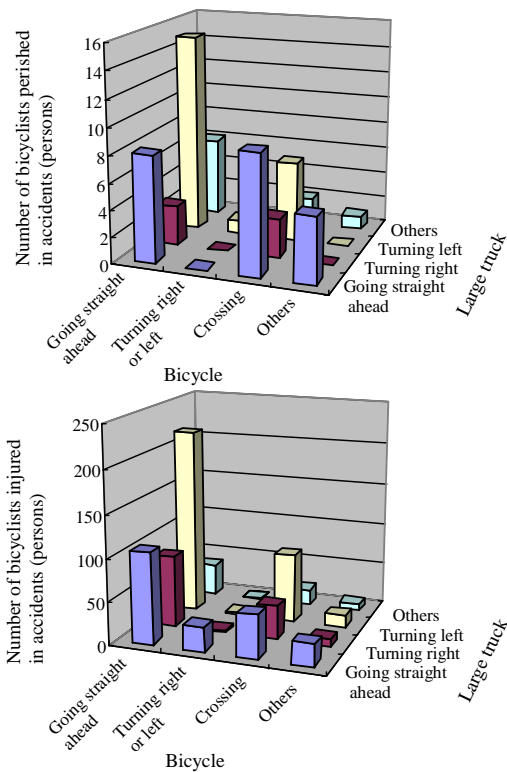 Number of bicyclists perished
in accidents (persons)
16
14
12
10
8
6
4
2
0
Going straight
ahead
Turning right
or left
Crossing
Others
Bicycle
Others
Turning left
Turning right
Going straight
ahead
Large truck
Number of bicyclists injured
in accidents (persons)
250
200
150
100
50
0
Going straight
ahead
Turning right
or left
Crossing
Others
Bicycle
Others
Turning left
Turning right
Going straight
ahead
Large truck